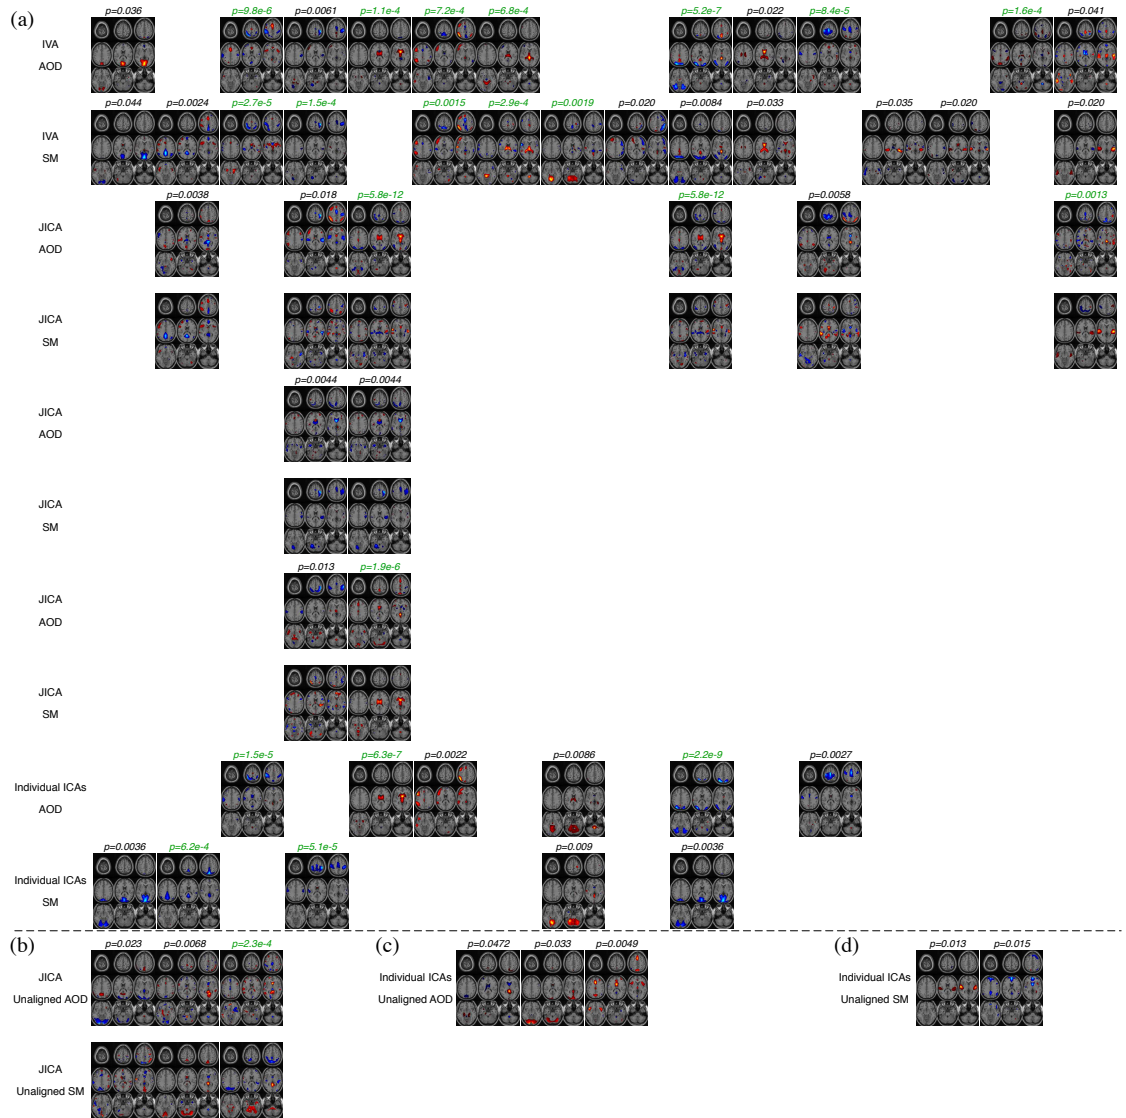 (a)
p=0.036 p=9.8e-6 p=0.0061 p=1.1e-4 p=7.2e-4 p=6.8e-4 p=5.2e-7 p=0.022 p=8.4e-5 p=1.6e-4 p=0.041
IVA
AOD
p=0.044 p=0.0024 p=2.7e-5 p=1.5e-4 p=0.0015 p=2.9e-4 p=0.0019 p=0.020 p=0.0084 p=0.033 p=0.035 p=0.020 p=0.020
IVA
SM
p=0.0038 p=0.018 p=5.8e-12 p=5.8e-12 p=0.0058 p=0.0013
JICA
AOD
JICA
SM
p=0.0044 p=0.0044
JICA
AOD
JICA
SM
p=0.013 p=1.9e-6
JICA
AOD
JICA
SM
p=1.5e-5 p=6.3e-7 p=0.0022 p=0.0086 p=2.2e-9 p=0.0027
Individual ICAs
AOD
p=0.0036 p=6.2e-4 p=5.1e-5 p=0.009 p=0.0036
Individual ICAs
SM
(b)
p=0.023 p=0.0068 p=2.3e-4
JICA
Unaligned AOD
JICA
Unaligned SM
(c)
p=0.0472 p=0.033 p=0.0049
Individual ICAs
Unaligned AOD
(d)
p=0.013 p=0.015
Individual ICAs
Unaligned SM